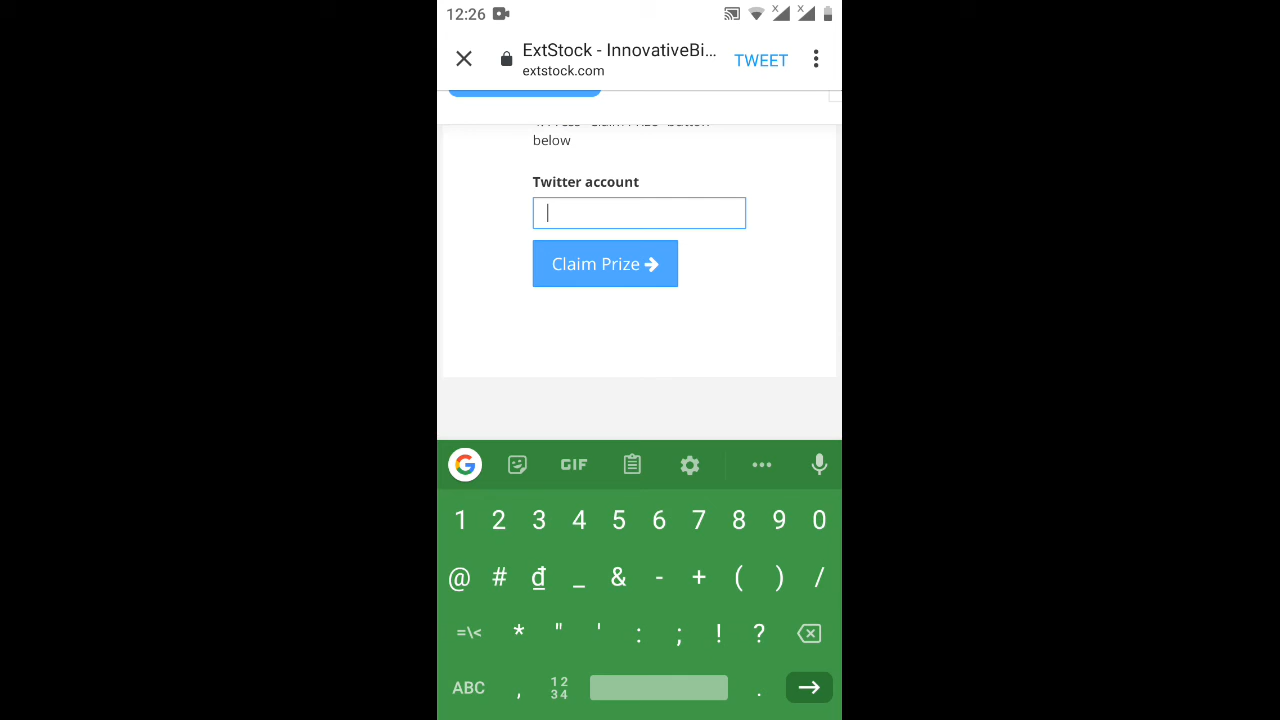 12:26
ExtStock - InnovativeBi...
extstock.com
TWEET
below
Twitter account
Claim Prize
GIF
1 2 3 4 5 6 7 8 9 0
@ # ₫ _ & - + ( ) /
=\< * " ' : ; ! ?
ABC , 12 34 .